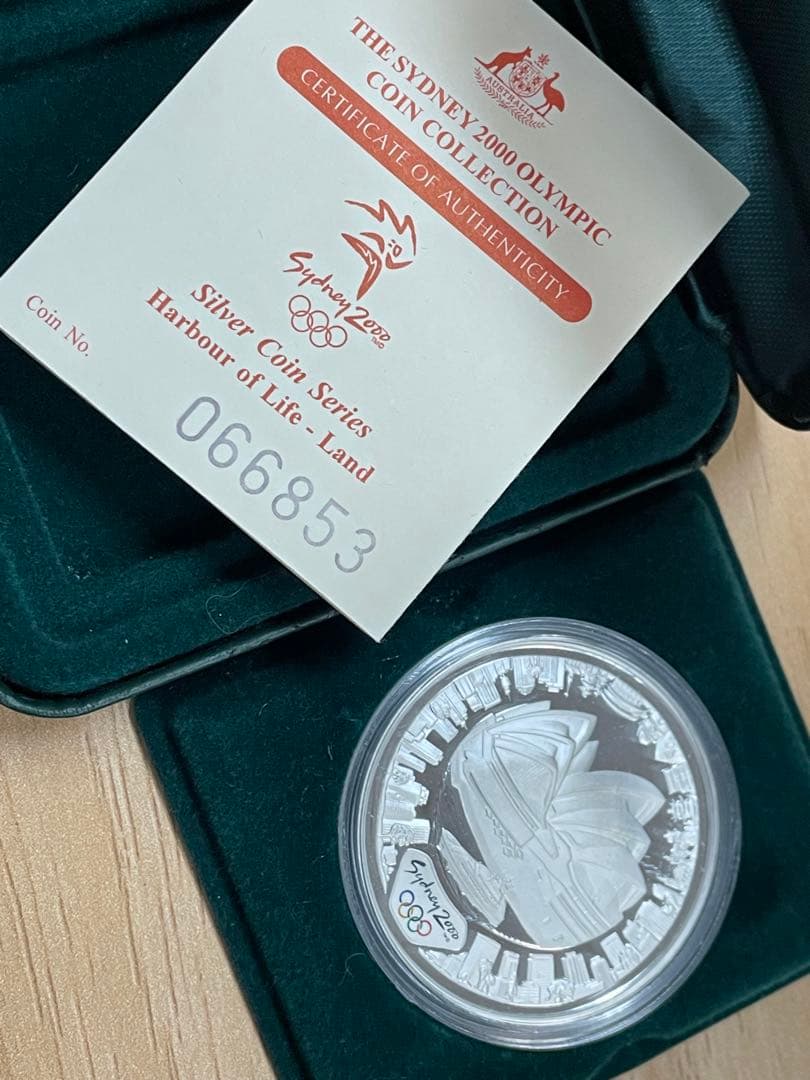 AUSTRALIA
THE SYDNEY 2000 OLYMPIC
COIN COLLECTION
CERTIFICATE OF AUTHENTICITY
Sydney 2000
Silver Coin Series
Harbour of Life - Land
Coin No.
066853
Sydney 2000